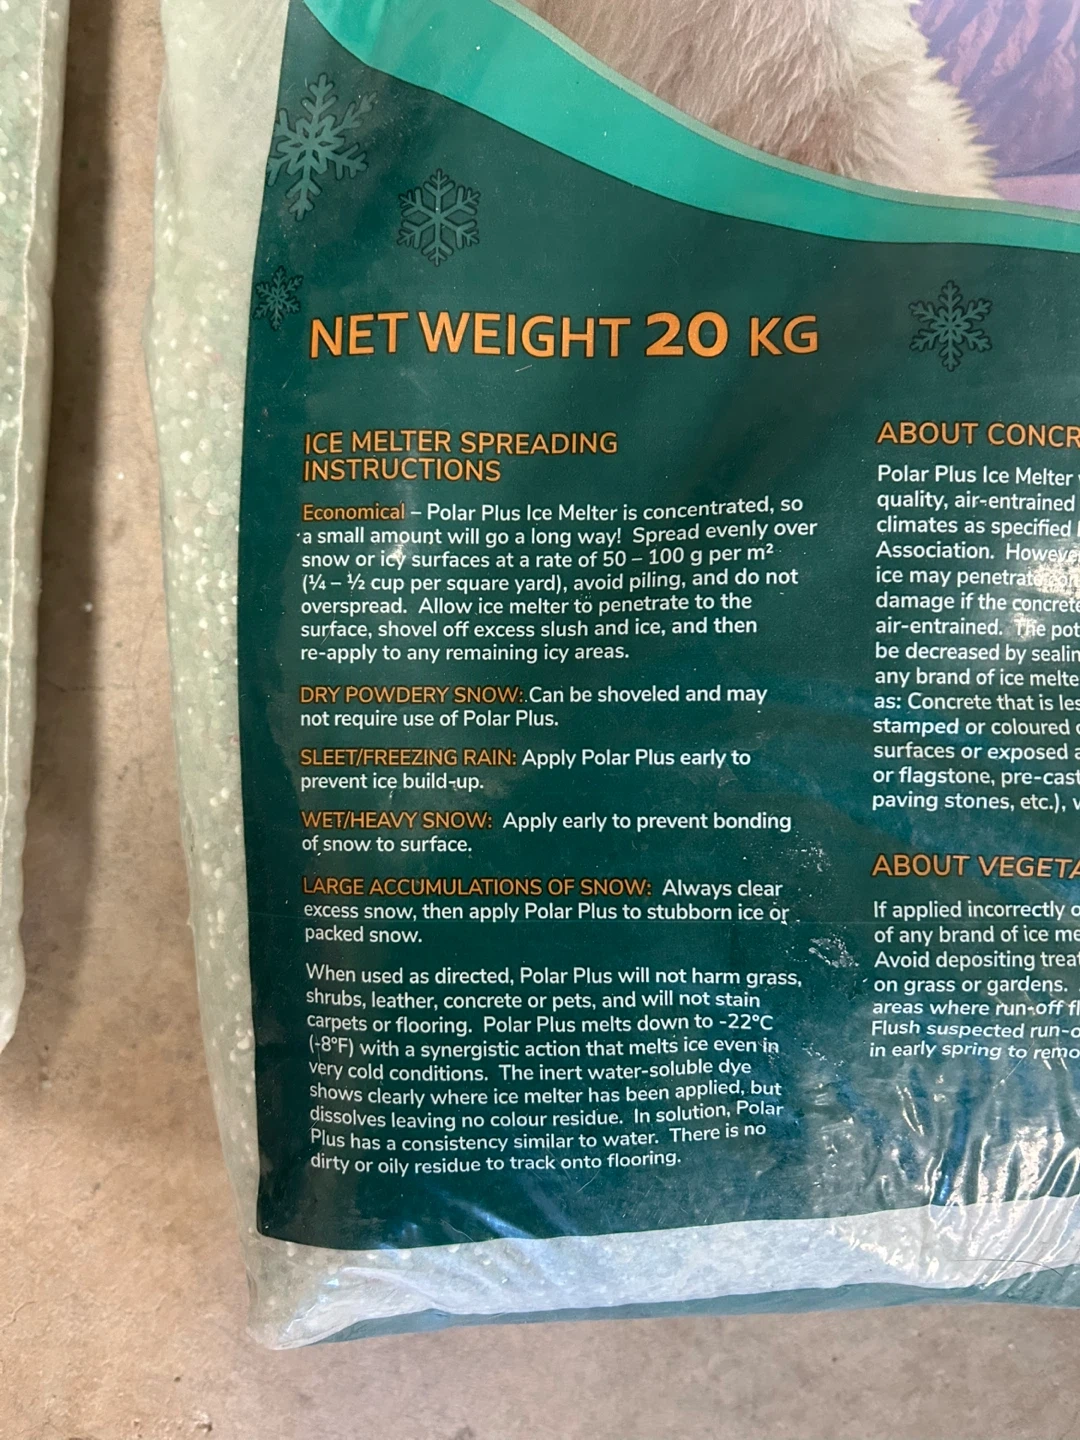 NET WEIGHT 20 KG
ICE MELTER SPREADING
INSTRUCTIONS
Economical – Polar Plus Ice Melter is concentrated, so
a small amount will go a long way! Spread evenly over
snow or icy surfaces at a rate of 50 – 100 g per m²
(¼ – ½ cup per square yard), avoid piling, and do not
overspread. Allow ice melter to penetrate to the
surface, shovel off excess slush and ice, and then
re-apply to any remaining icy areas.
DRY POWDERY SNOW: Can be shoveled and may
not require use of Polar Plus.
SLEET/FREEZING RAIN: Apply Polar Plus early to
prevent ice build-up.
WET/HEAVY SNOW: Apply early to prevent bonding
of snow to surface.
LARGE ACCUMULATIONS OF SNOW: Always clear
excess snow, then apply Polar Plus to stubborn ice or
packed snow.
When used as directed, Polar Plus will not harm grass,
shrubs, leather, concrete or pets, and will not stain
carpets or flooring. Polar Plus melts down to -22°C
(-8°F) with a synergistic action that melts ice even in
very cold conditions. The inert water-soluble dye
shows clearly where ice melter has been applied, but
dissolves leaving no colour residue. In solution, Polar
Plus has a consistency similar to water. There is no
dirty or oily residue to track onto flooring.
ABOUT CONCR
Polar Plus Ice Melter
quality, air-entrained
climates as specified
Association. However
ice may penetrate
damage if the concrete
air-entrained. The pot
be decreased by sealin
any brand of ice melte
as: Concrete that is les
stamped or coloured
surfaces or exposed a
or flagstone, pre-cast
paving stones, etc.), w
ABOUT VEGETA
If applied incorrectly o
of any brand of ice me
Avoid depositing treat
on grass or gardens.
areas where run-off fl
Flush suspected run-o
in early spring to remo